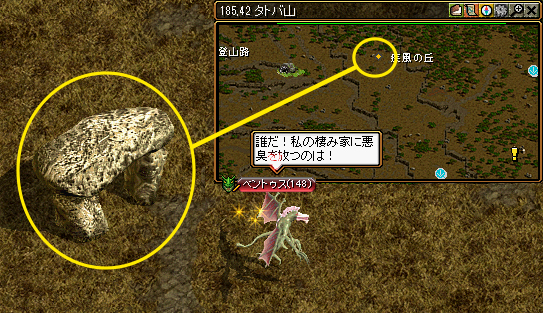 185,42 タトバ山
登山路
疾風の丘
誰だ！私の棲み家に悪
臭を放つのは！
ベントゥス(148)